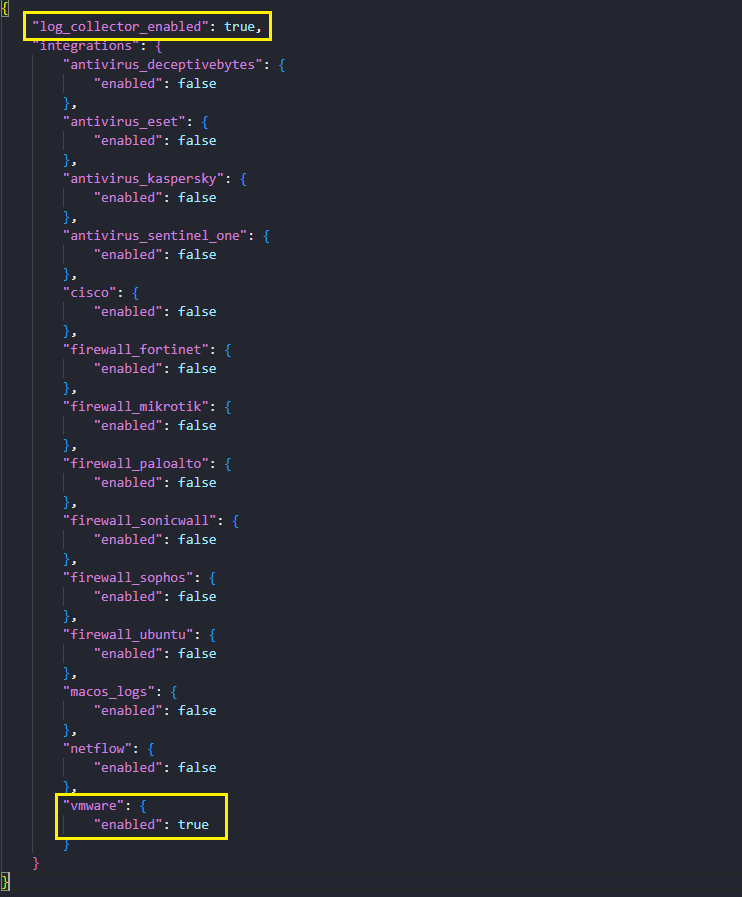 {
    "log_collector_enabled": true,
    "integrations": {
        "antivirus_deceptivebytes": {
            "enabled": false
        },
        "antivirus_eset": {
            "enabled": false
        },
        "antivirus_kaspersky": {
            "enabled": false
        },
        "antivirus_sentinel_one": {
            "enabled": false
        },
        "cisco": {
            "enabled": false
        },
        "firewall_fortinet": {
            "enabled": false
        },
        "firewall_mikrotik": {
            "enabled": false
        },
        "firewall_paloalto": {
            "enabled": false
        },
        "firewall_sonicwall": {
            "enabled": false
        },
        "firewall_sophos": {
            "enabled": false
        },
        "firewall_ubuntu": {
            "enabled": false
        },
        "macos_logs": {
            "enabled": false
        },
        "netflow": {
            "enabled": false
        },
        "vmware": {
            "enabled": true
        }
    }
}